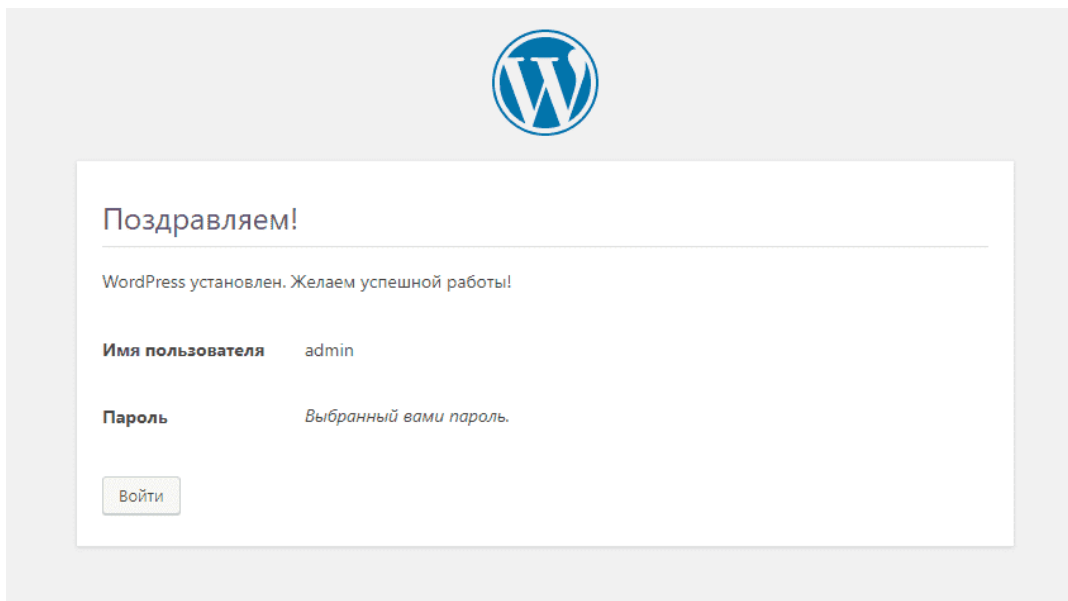 Поздравляем!
WordPress установлен. Желаем успешной работы!
Имя пользователя admin
Пароль Выбранный вами пароль.
Войти